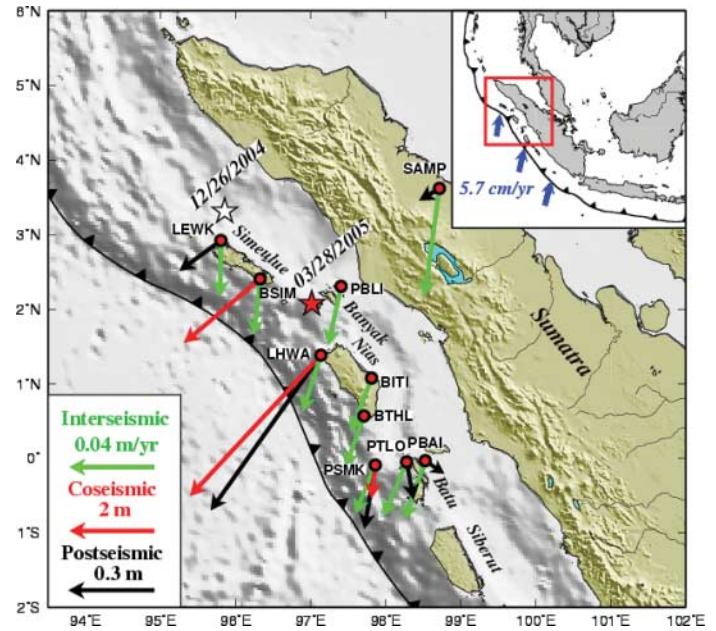 6°N
5°N
4°N
3°N
2°N
1°N
0°
1°S
2°S
94°E
95°E
96°E
97°E
98°E
99°E
100°E
101°E
102°E
12/26/2004
03/28/2005
SAMP
LEWK
Simeulue
BSIM
PBLI
Banyak
LHWA
Nias
BITI
BTHL
PTLO
PBAI
PSMK
Batu
Siberut
Sumatra
5.7 cm/yr
Interseismic
0.04 m/yr
Coseismic
2 m
Postseismic
0.3 m